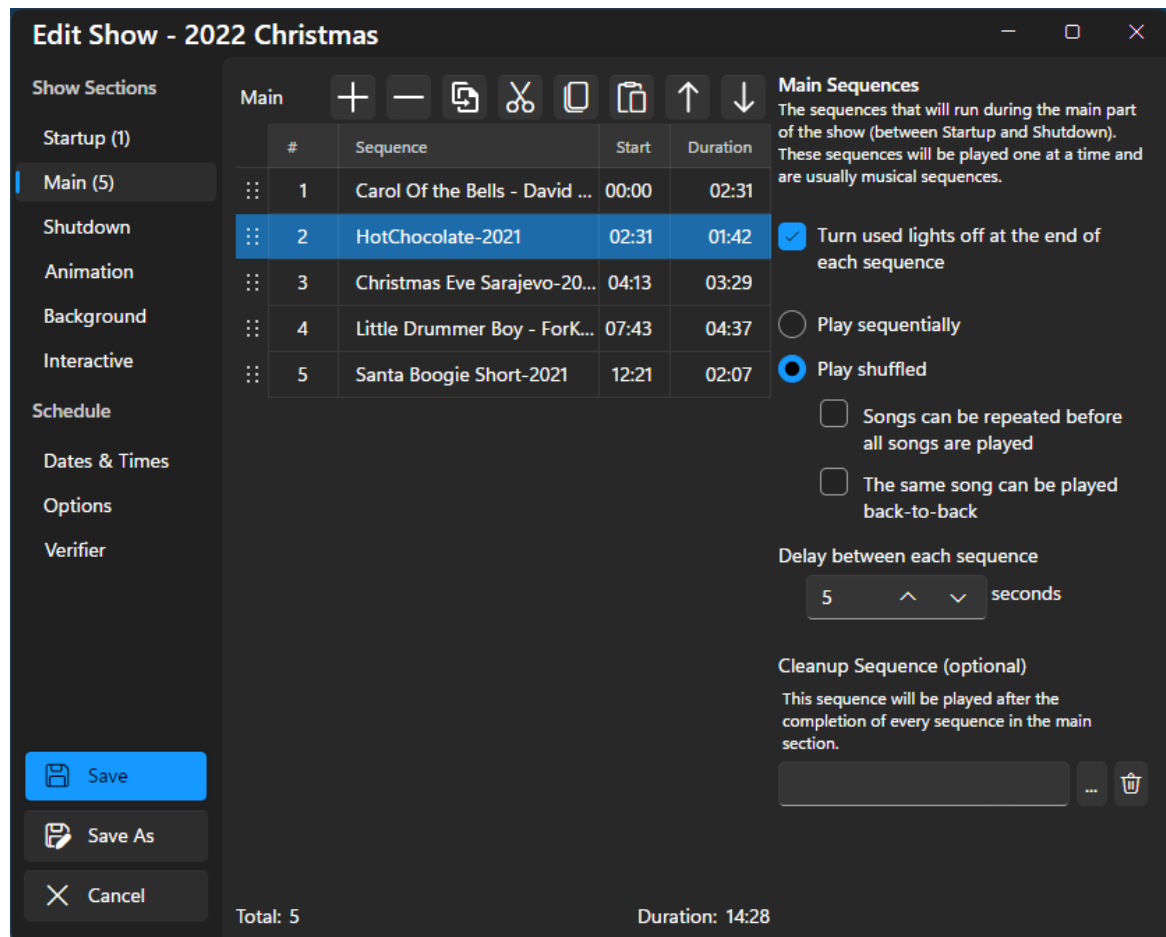 Edit Show - 2022 Christmas
Show Sections
Startup (1)
Main (5)
Shutdown
Animation
Background
Interactive
Schedule
Dates & Times
Options
Verifier
Save
Save As
Cancel
Main
# Sequence Start Duration
1 Carol Of the Bells - David ... 00:00 02:31
2 HotChocolate-2021 02:31 01:42
3 Christmas Eve Sarajevo-20... 04:13 03:29
4 Little Drummer Boy - ForK... 07:43 04:37
5 Santa Boogie Short-2021 12:21 02:07
Total: 5 Duration: 14:28
Main Sequences
The sequences that will run during the main part
of the show (between Startup and Shutdown).
These sequences will be played one at a time and
are usually musical sequences.
Turn used lights off at the end of
each sequence
Play sequentially
Play shuffled
Songs can be repeated before
all songs are played
The same song can be played
back-to-back
Delay between each sequence
5 seconds
Cleanup Sequence (optional)
This sequence will be played after the
completion of every sequence in the main
section.
...